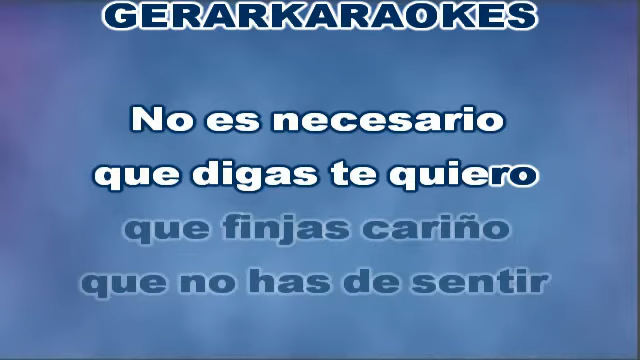 GERARKARAOKES
No es necesario
que digas te quiero
que finjas cariño
que no has de sentir